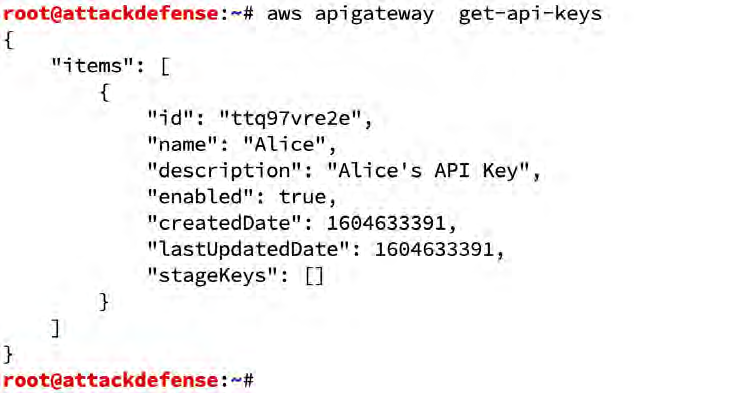 root@attackdefense:~# aws apigateway  get-api-keys
{
    "items": [
        {
            "id": "ttq97vre2e",
            "name": "Alice",
            "description": "Alice's API Key",
            "enabled": true,
            "createdDate": 1604633391,
            "lastUpdatedDate": 1604633391,
            "stageKeys": []
        }
    ]
}
root@attackdefense:~#